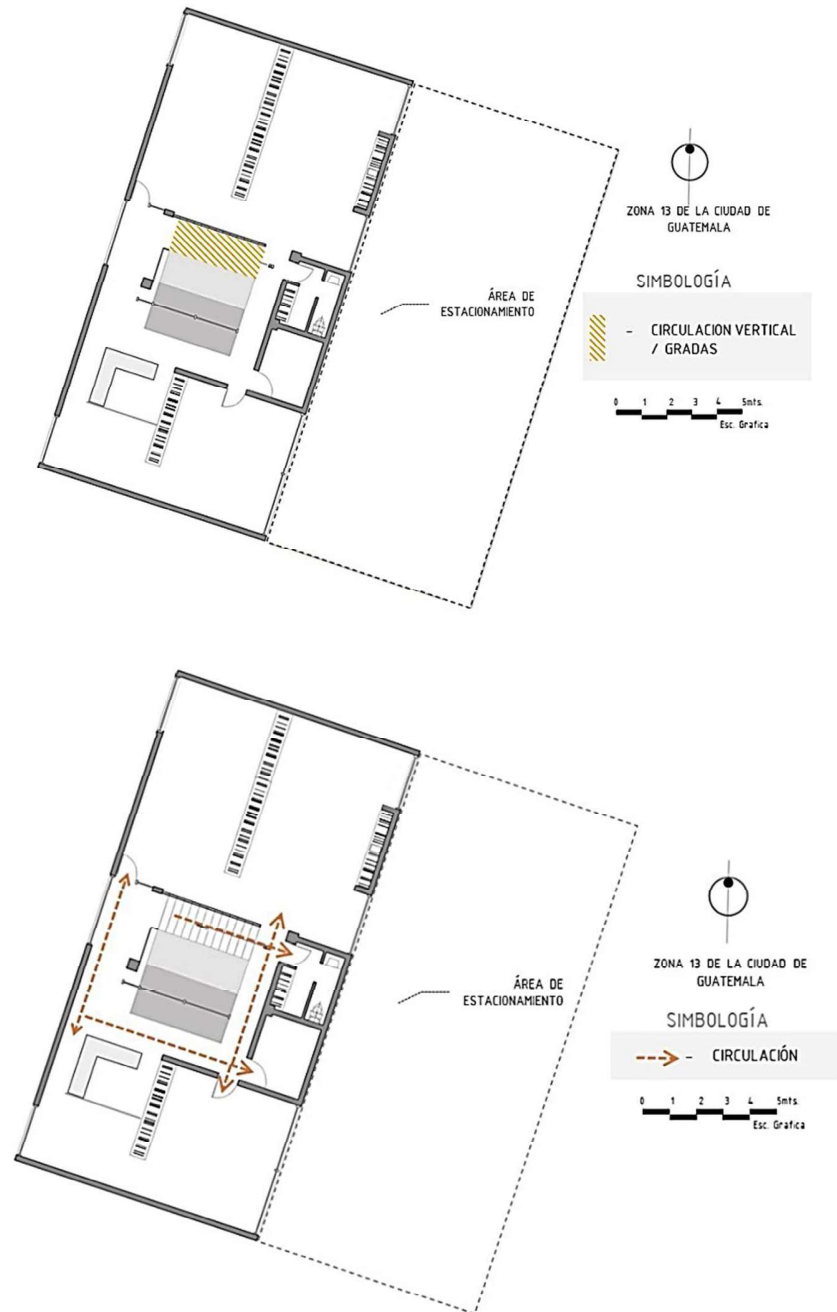 ZONA 13 DE LA CIUDAD DE
GUATEMALA
SIMBOLOGÍA
ÁREA DE
ESTACIONAMIENTO
- CIRCULACION VERTICAL
/ GRADAS
0 1 2 3 4 5mts.
Esc. Grafica
ZONA 13 DE LA CIUDAD DE
GUATEMALA
ÁREA DE
ESTACIONAMIENTO
SIMBOLOGÍA
- CIRCULACIÓN
0 1 2 3 4 5mts.
Esc. Grafica